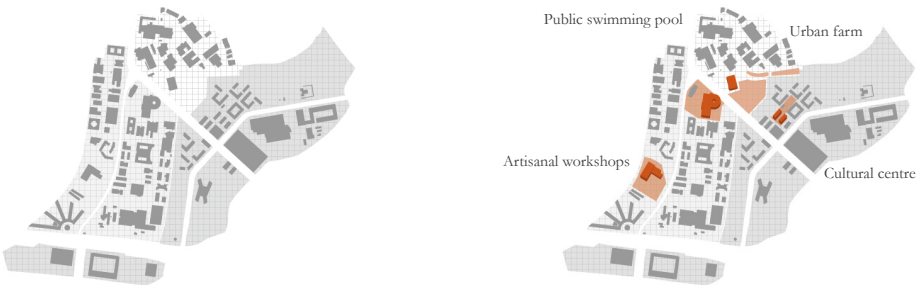 Public swimming pool
Urban farm
Artisanal workshops
Cultural centre